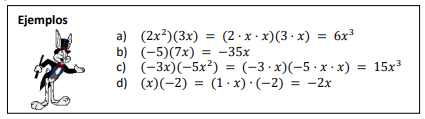 Ejemplos
a) (2x²)(3x) = (2 · x · x)(3 · x) = 6x³
b) (−5)(7x) = −35x
c) (−3x)(−5x²) = (−3 · x)(−5 · x · x) = 15x³
d) (x)(−2) = (1 · x) · (−2) = −2x